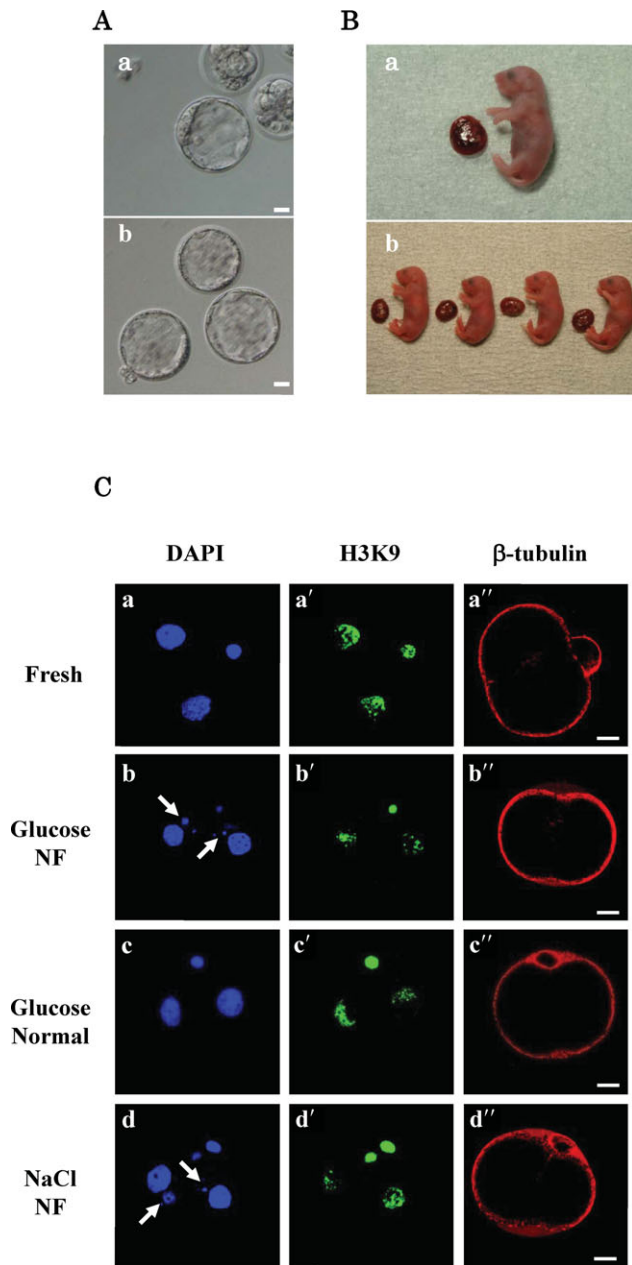 A B
a a
b b
C
DAPI H3K9 β-tubulin
Fresh a a′ a″
Glucose NF b b′ b″
Glucose Normal c c′ c″
NaCl NF d d′ d″